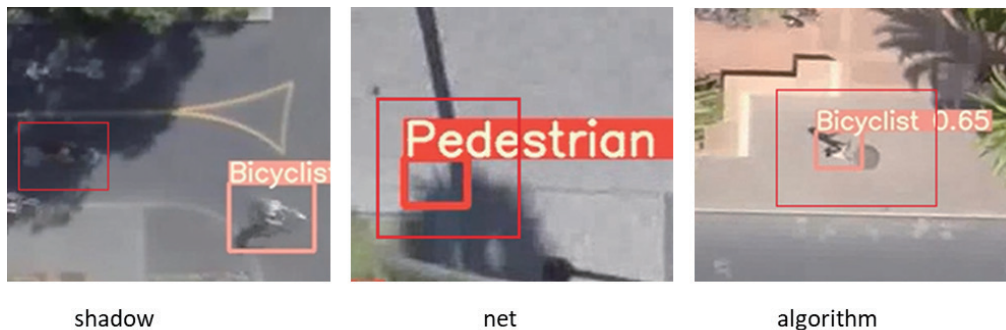 Bicyclist
Pedestrian
Bicyclist 0.65
shadow
net
algorithm